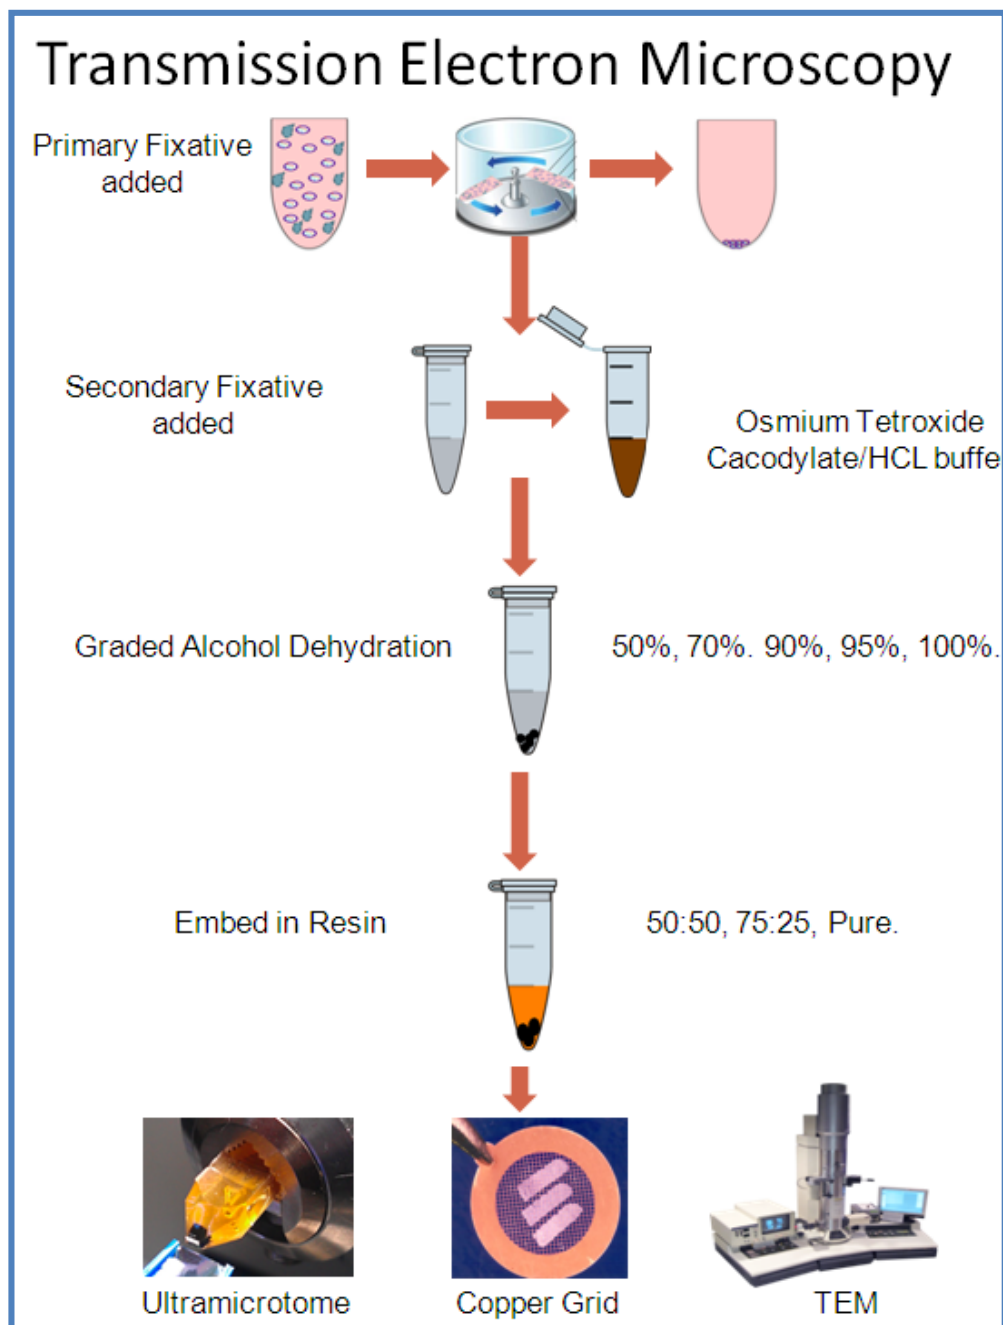 Transmission Electron Microscopy
Primary Fixative
added
Secondary Fixative
added
Osmium Tetroxide
Cacodylate/HCL buffe
Graded Alcohol Dehydration
50%, 70%. 90%, 95%, 100%.
Embed in Resin
50:50, 75:25, Pure.
Ultramicrotome
Copper Grid
TEM